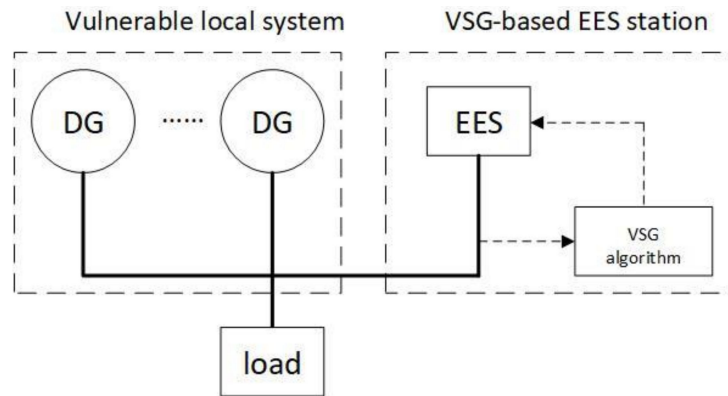 Vulnerable local system
VSG-based EES station
DG ...... DG
EES
VSG
algorithm
load